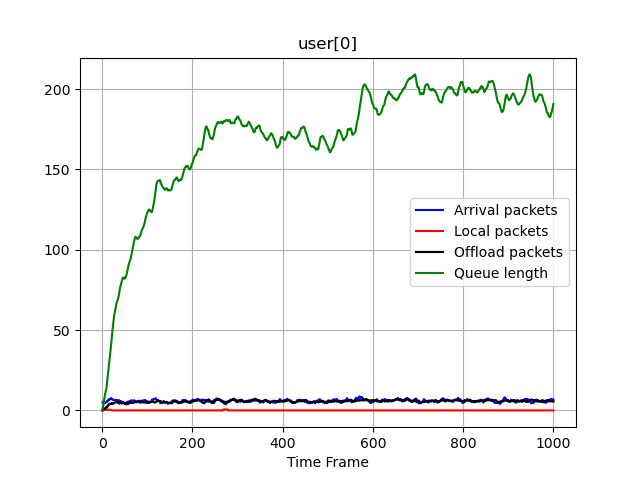 user[0]
200
150
100
50
0
Arrival packets
Local packets
Offload packets
Queue length
0 200 400 600 800 1000
Time Frame